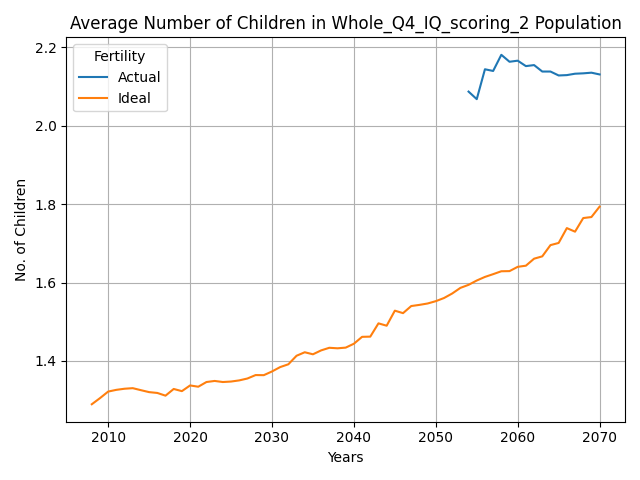 Average Number of Children in Whole_Q4_IQ_scoring_2 Population
Fertility
Actual
Ideal
No. of Children
2.2
2.0
1.8
1.6
1.4
2010 2020 2030 2040 2050 2060 2070
Years